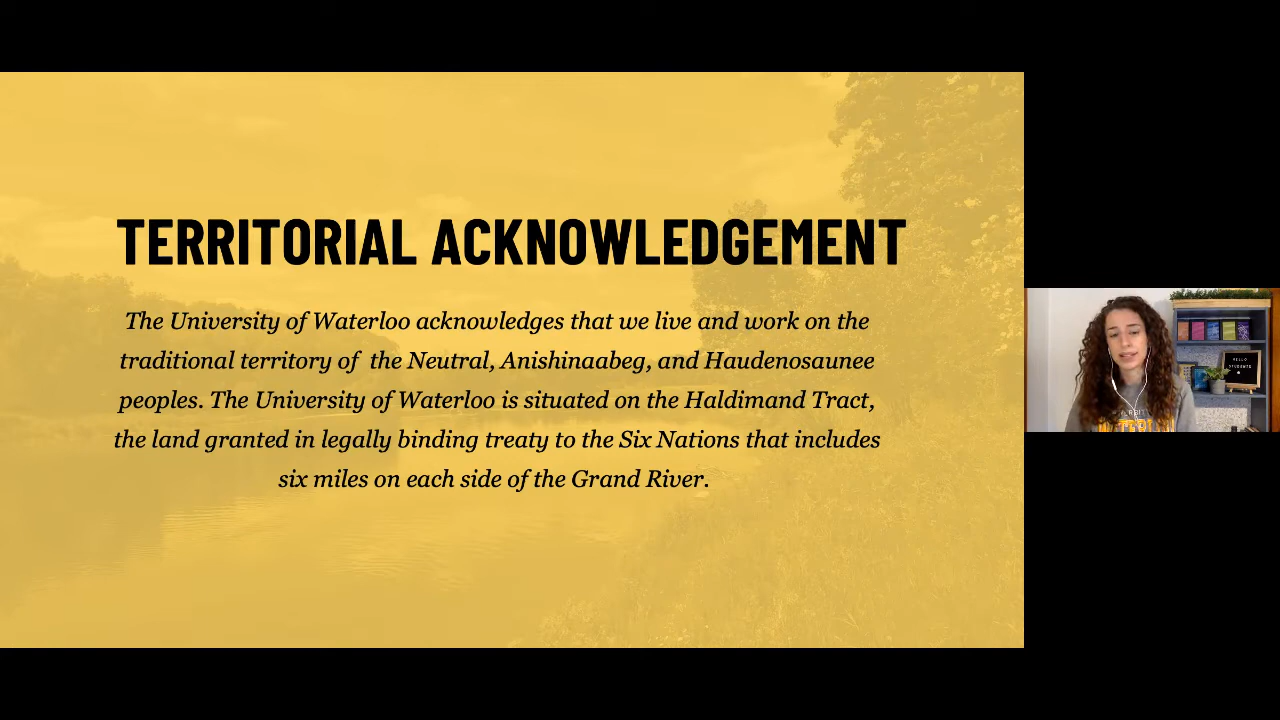 TERRITORIAL ACKNOWLEDGEMENT
The University of Waterloo acknowledges that we live and work on the
traditional territory of the Neutral, Anishinaabeg, and Haudenosaunee
peoples. The University of Waterloo is situated on the Haldimand Tract,
the land granted in legally binding treaty to the Six Nations that includes
six miles on each side of the Grand River.
HELLO
STUDENTS